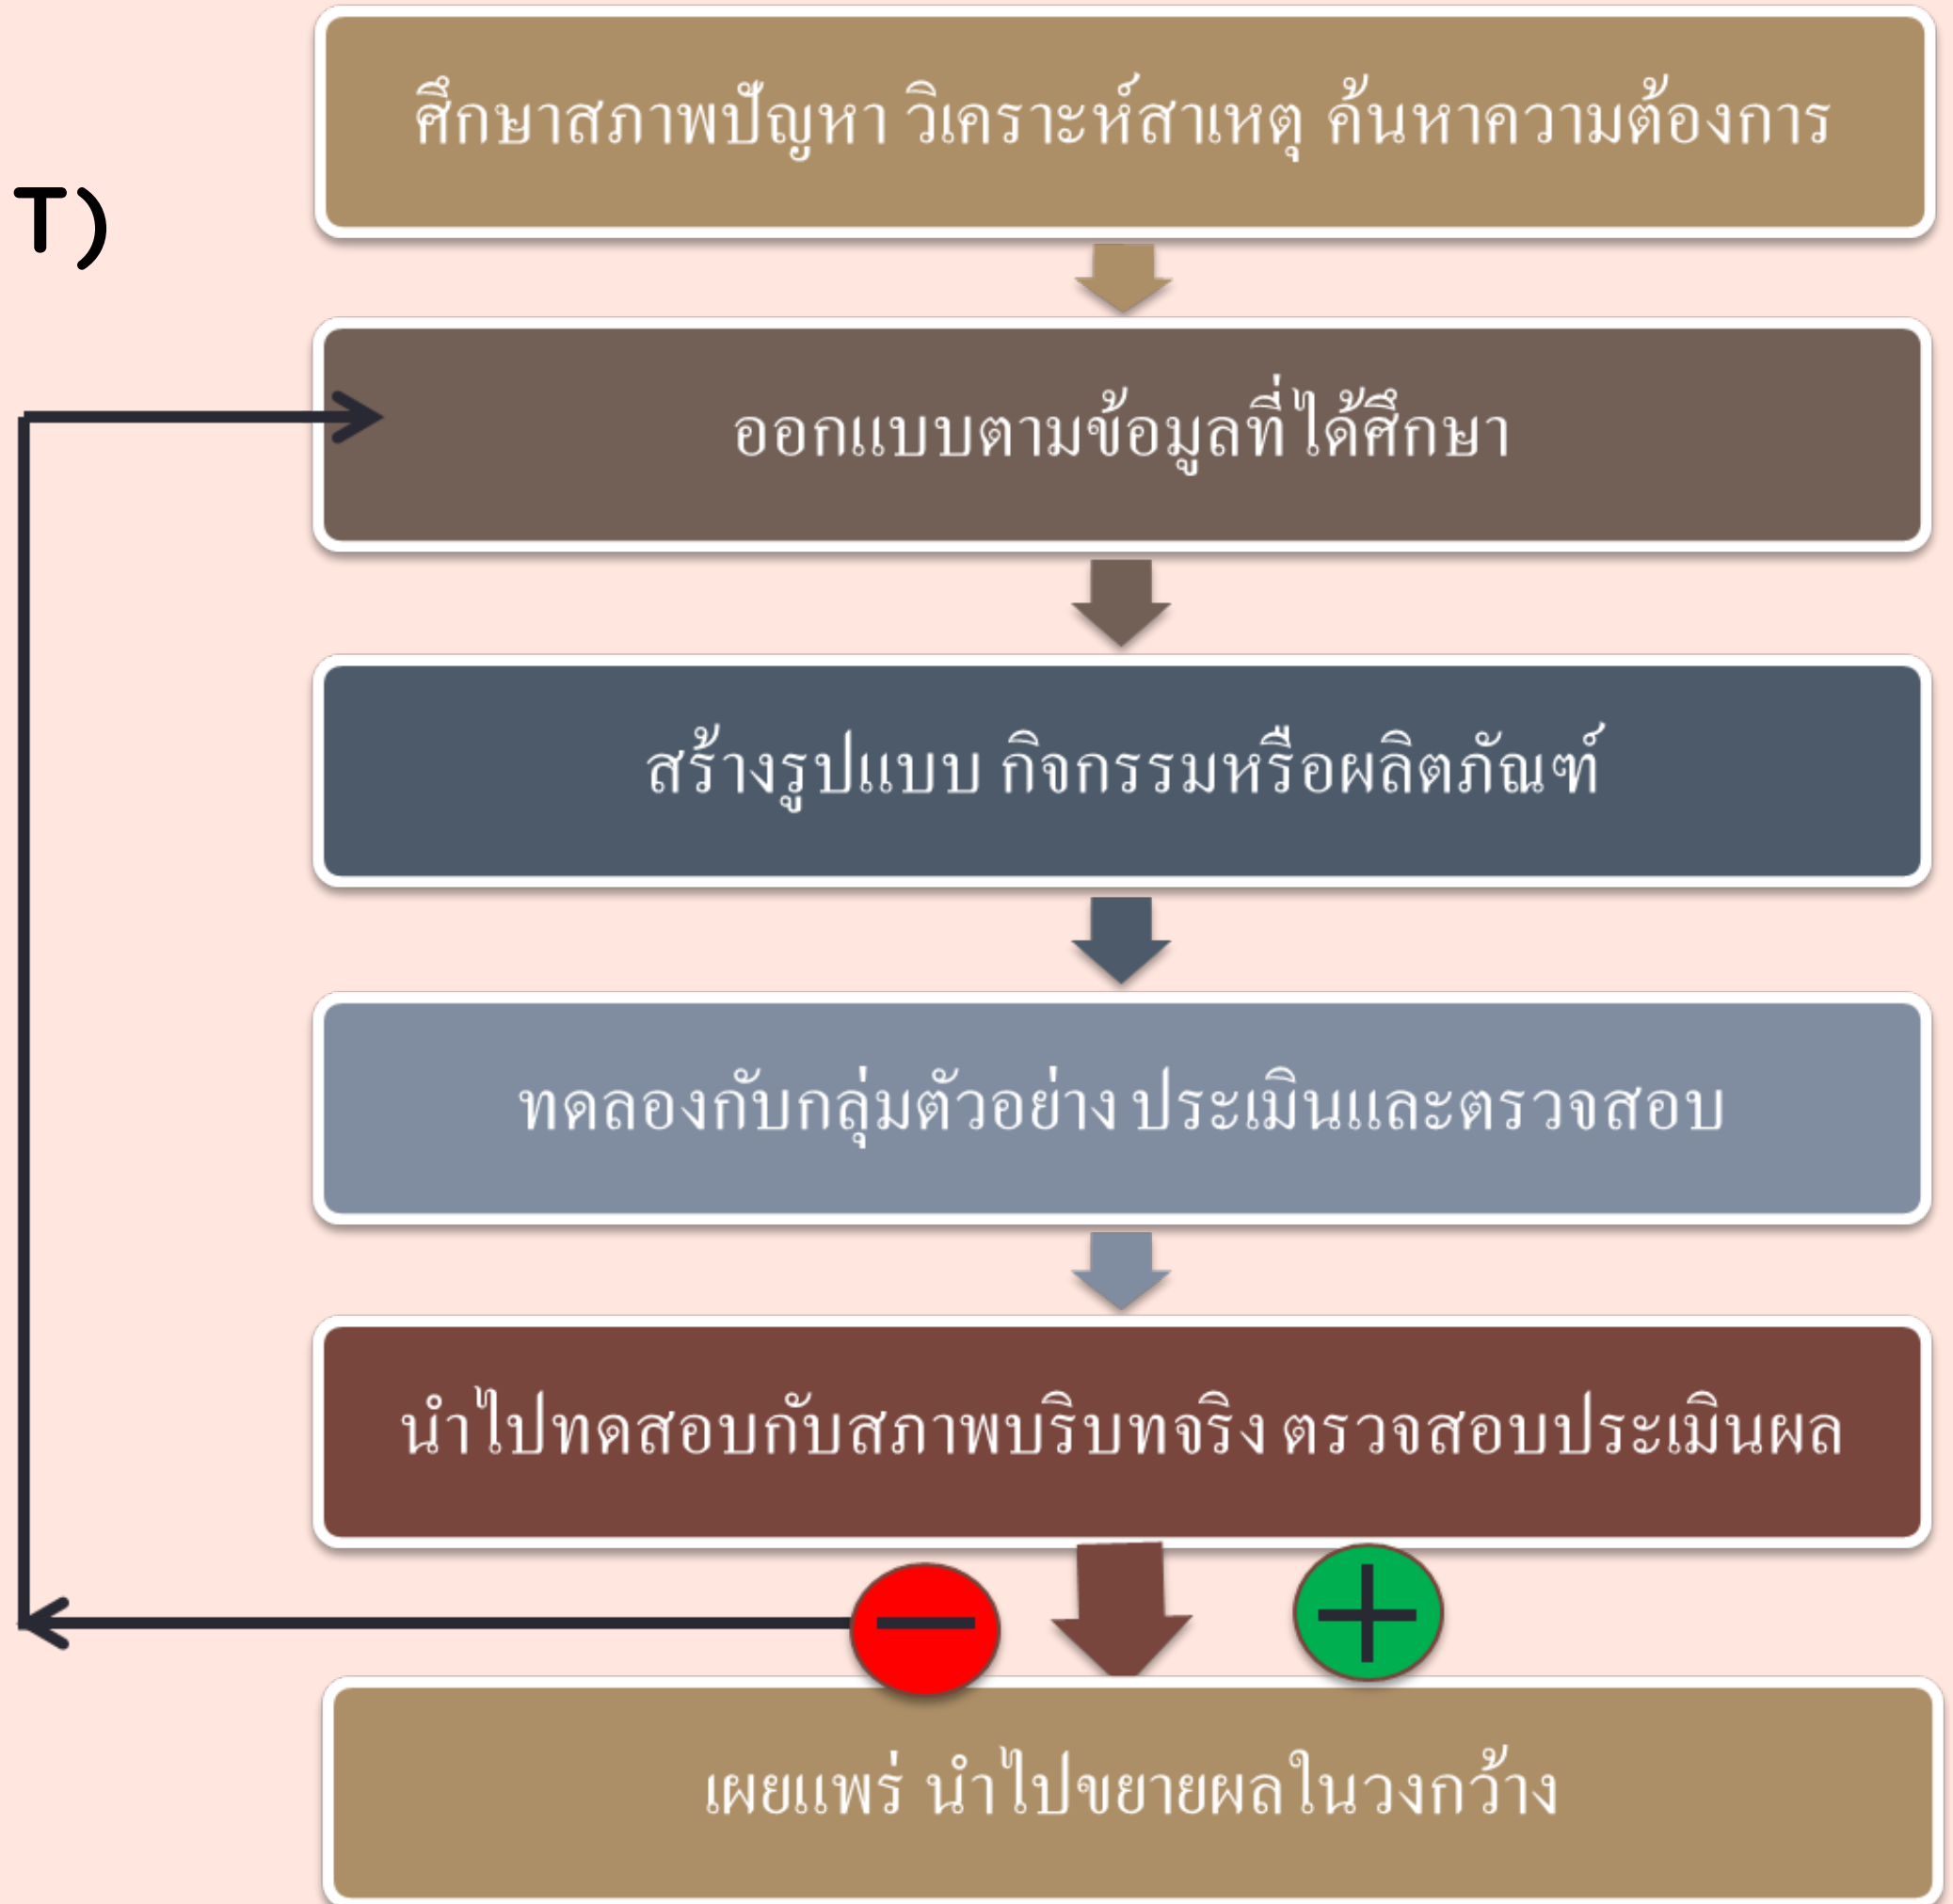 ศึกษาสภาพปัญหา วิเคราะห์สาเหตุ ค้นหาความต้องการ
T)
ออกแบบตามข้อมูลที่ได้ศึกษา
สร้างรูปแบบ กิจกรรมหรือผลิตภัณฑ์
ทดลองกับกลุ่มตัวอย่าง ประเมินและตรวจสอบ
นำไปทดสอบกับสภาพบริบทจริง ตรวจสอบประเมินผล
เผยแพร่ นำไปขยายผลในวงกว้าง